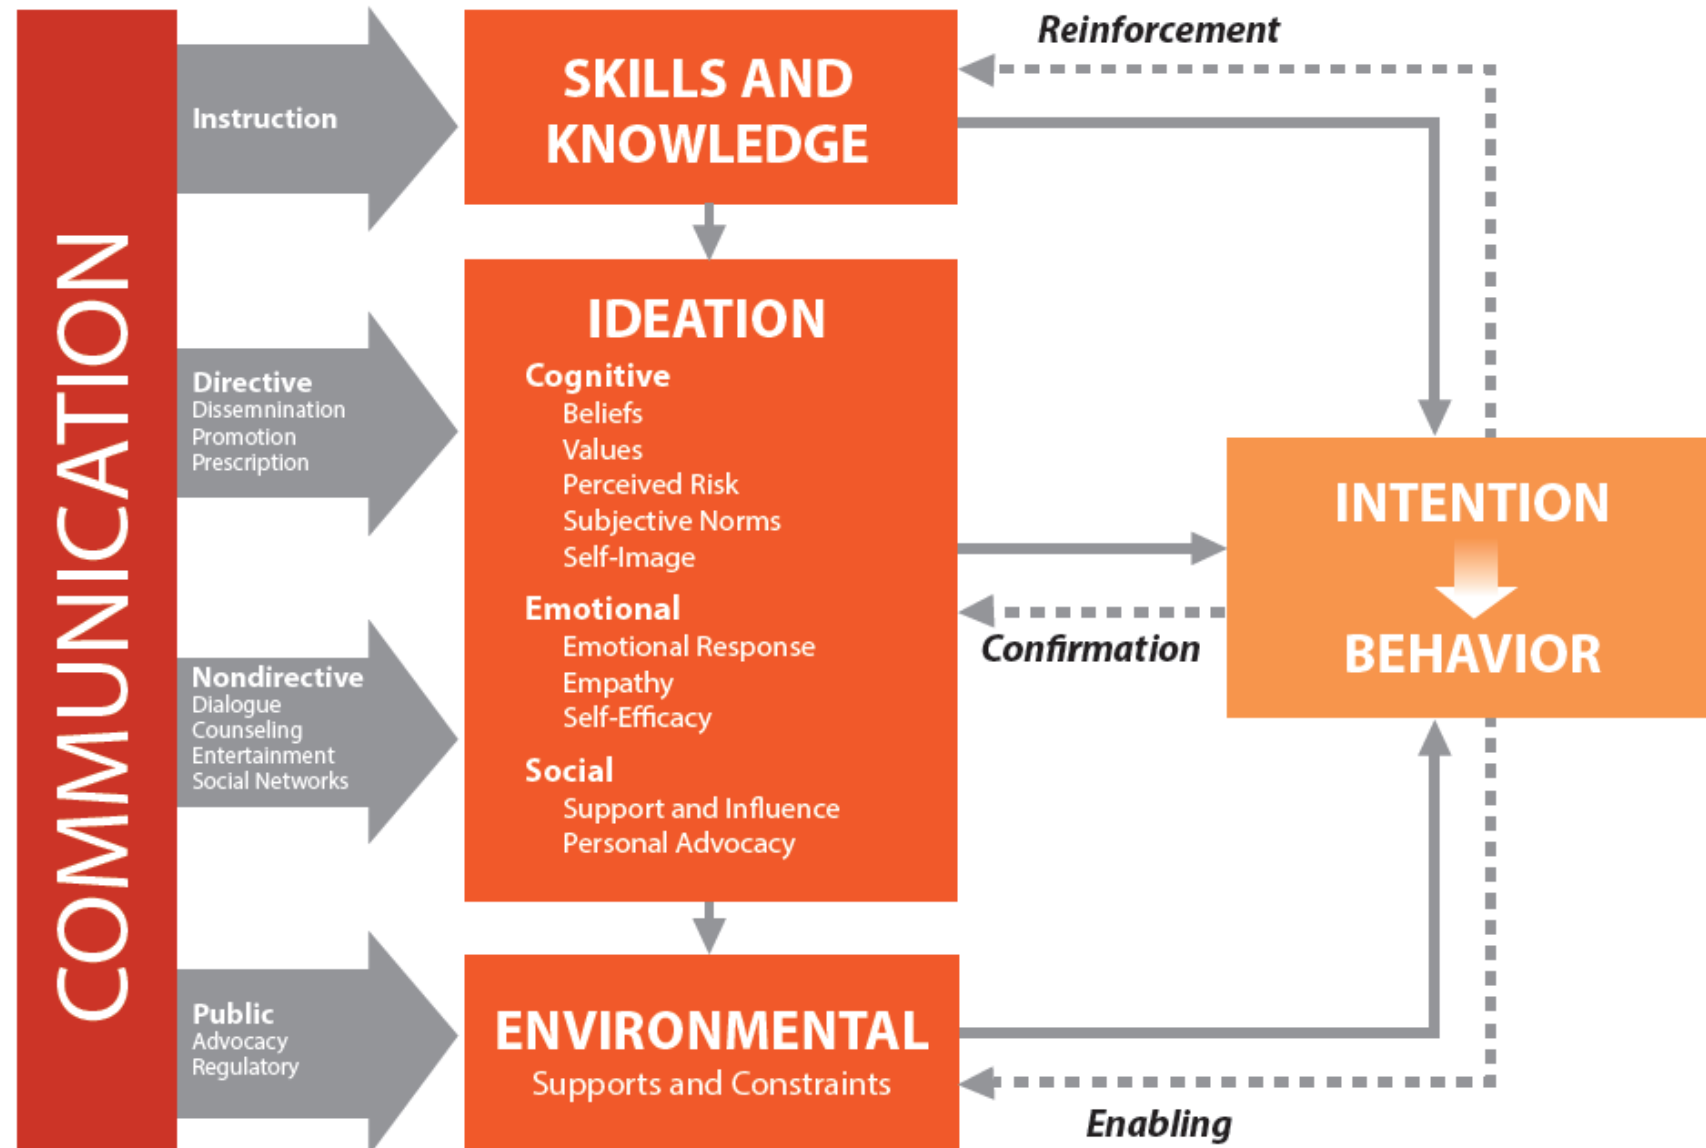 COMMUNICATION
Instruction
Directive
Dissemnination
Promotion
Prescription
Nondirective
Dialogue
Counseling
Entertainment
Social Networks
Public
Advocacy
Regulatory
SKILLS AND
KNOWLEDGE
IDEATION
Cognitive
Beliefs
Values
Perceived Risk
Subjective Norms
Self-Image
Emotional
Emotional Response
Empathy
Self-Efficacy
Social
Support and Influence
Personal Advocacy
ENVIRONMENTAL
Supports and Constraints
Reinforcement
Confirmation
Enabling
INTENTION
BEHAVIOR